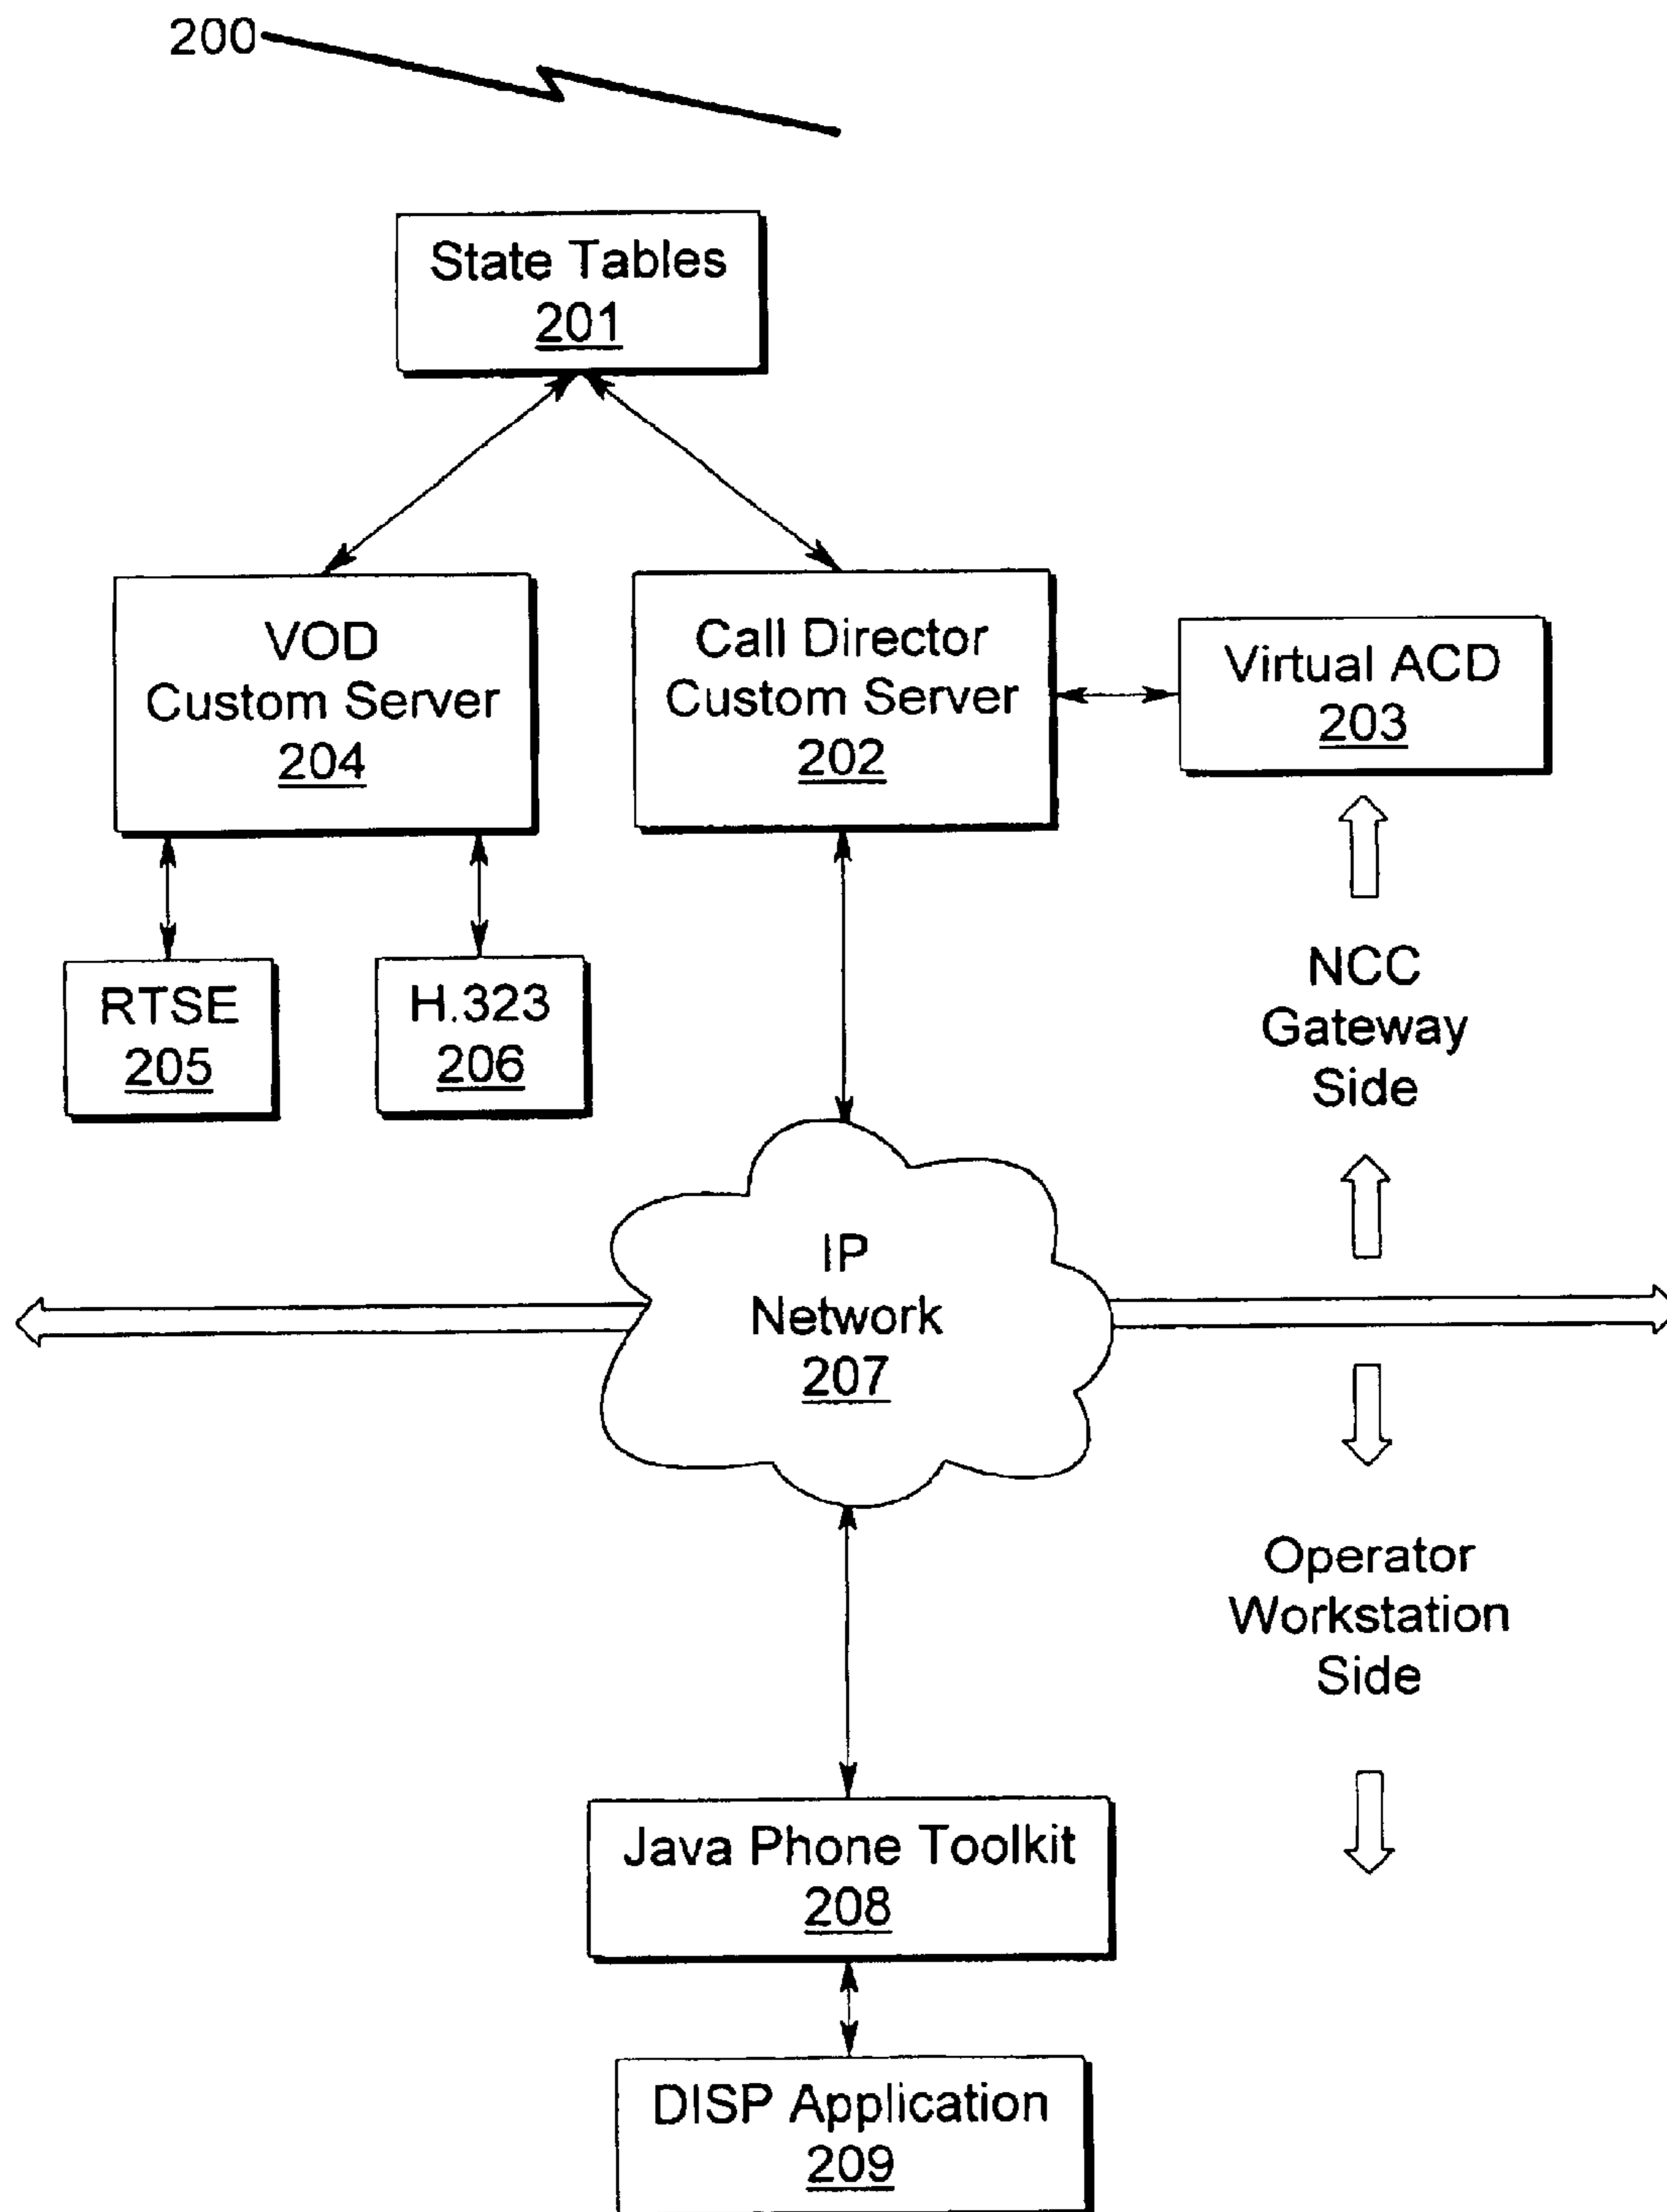 200
State Tables
201
VOD
Custom Server
204
Call Director
Custom Server
202
Virtual ACD
203
RTSE
205
H.323
206
NCC
Gateway
Side
IP
Network
207
Operator
Workstation
Side
Java Phone Toolkit
208
DISP Application
209